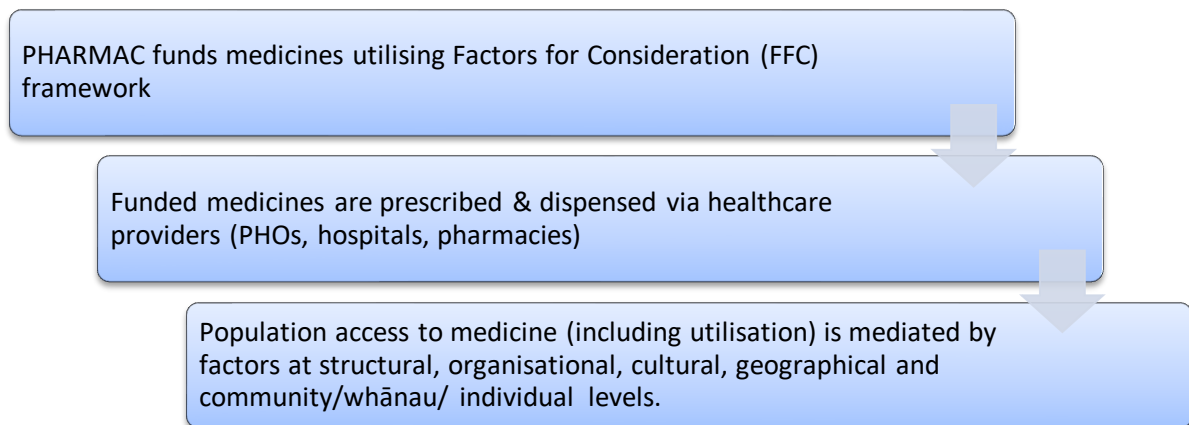 PHARMAC funds medicines utilising Factors for Consideration (FFC)
framework
Funded medicines are prescribed & dispensed via healthcare
providers (PHOs, hospitals, pharmacies)
Population access to medicine (including utilisation) is mediated by
factors at structural, organisational, cultural, geographical and
community/whānau/ individual levels.